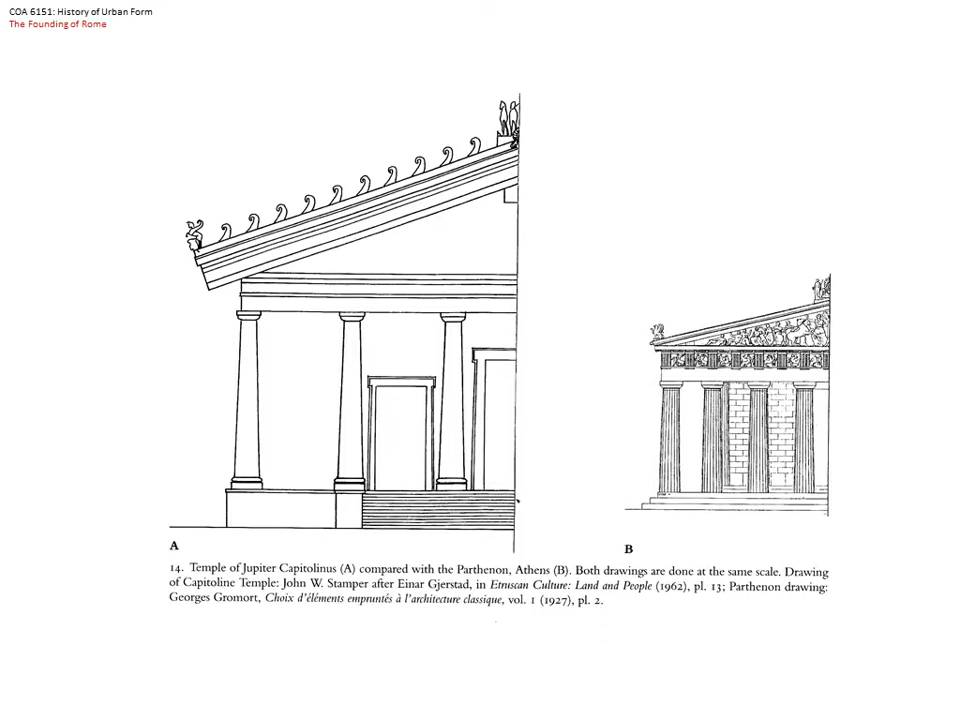 COA 6151: History of Urban Form
The Founding of Rome
A
B
14. Temple of Jupiter Capitolinus (A) compared with the Parthenon, Athens (B). Both drawings are done at the same scale. Drawing
of Capitoline Temple: John W. Stamper after Einar Gjerstad, in Etruscan Culture: Land and People (1962), pl. 13; Parthenon drawing:
Georges Gromort, Choix d'éléments empruntés à l'architecture classique, vol. 1 (1927), pl. 2.